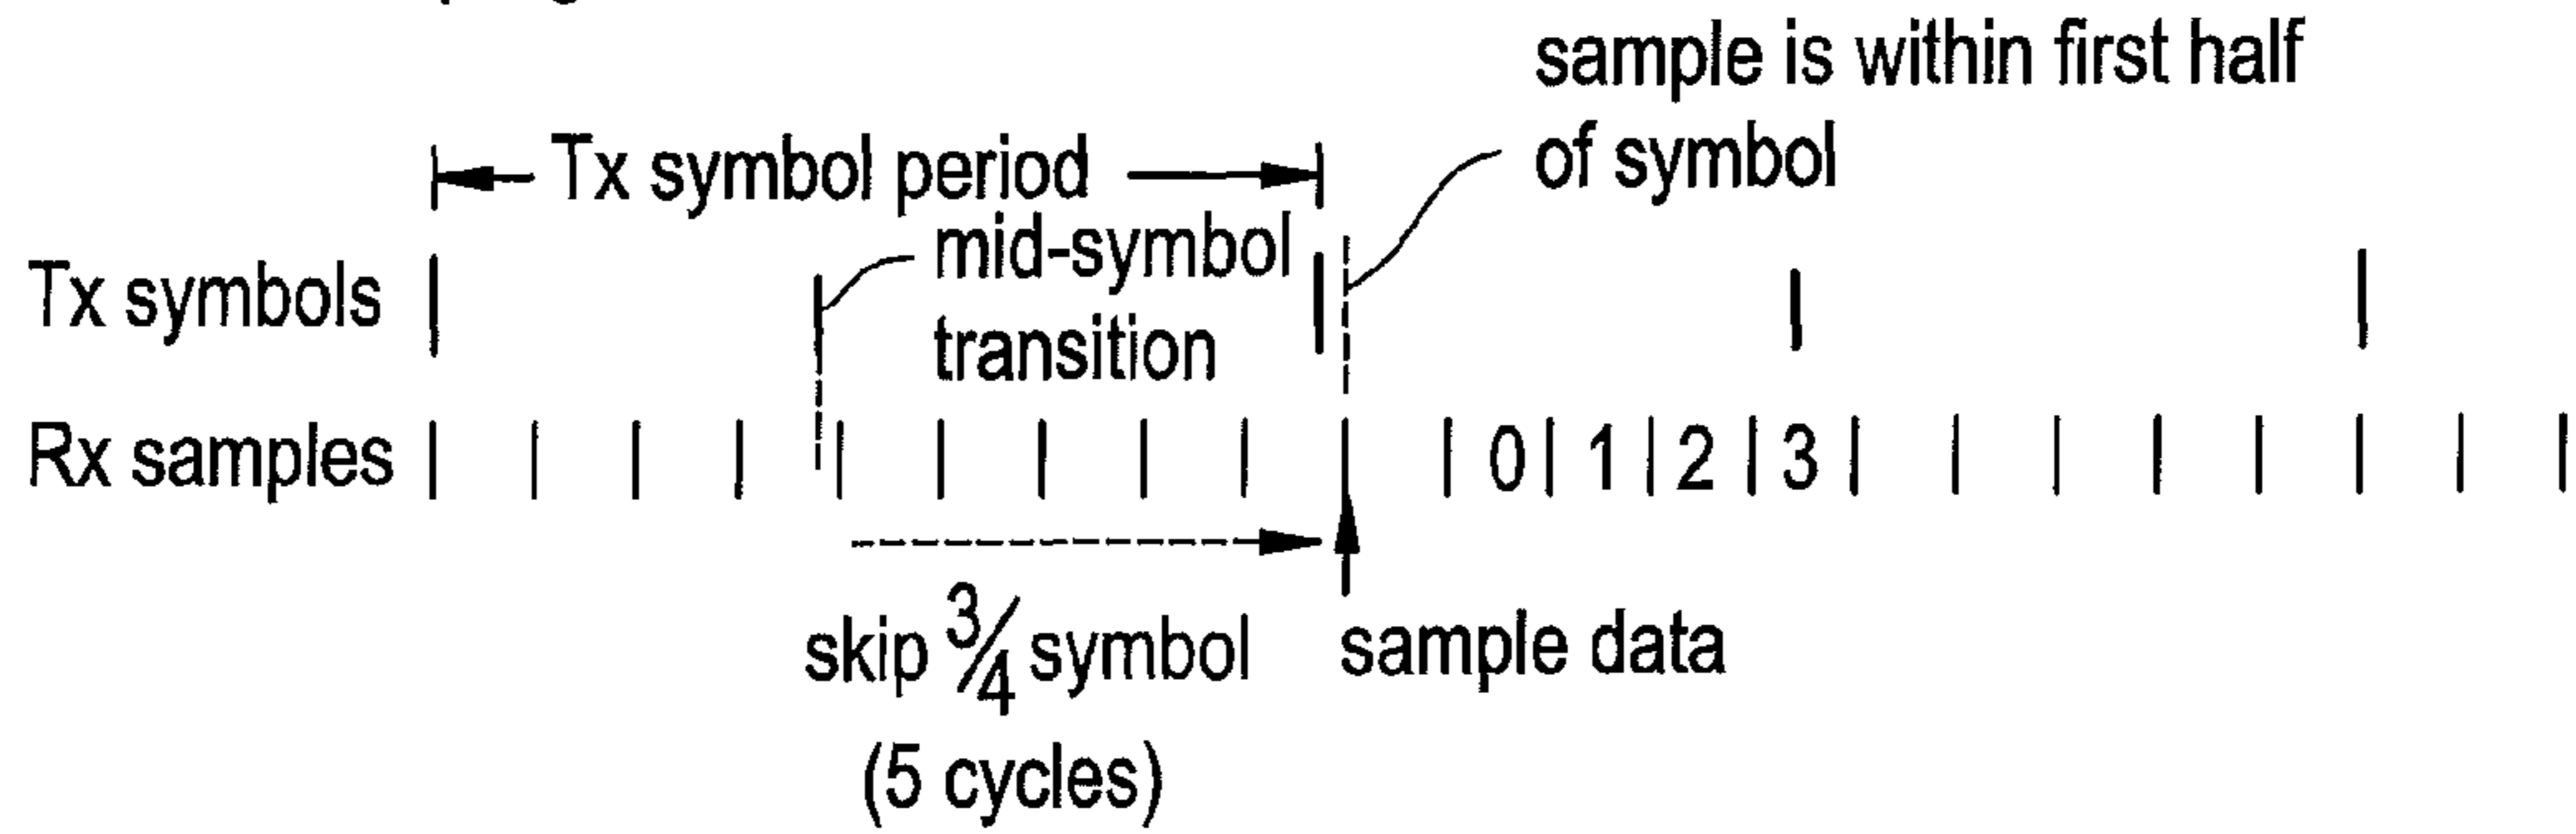 sample is within first half
of symbol
Tx symbol period
mid-symbol
transition
Tx symbols
Rx samples
0 1 2 3
skip 3/4 symbol
(5 cycles)
sample data